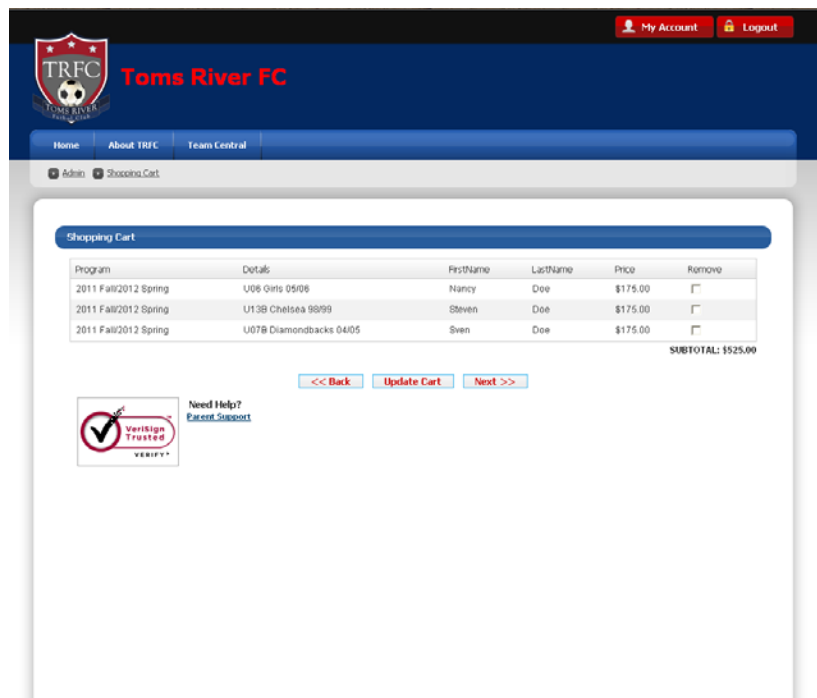 My Account Logout
TRFC
TOMS RIVER
Futbol Club
Toms River FC
Home About TRFC Team Central
Admin Shopping Cart
Shopping Cart
Program Details FirstName LastName Price Remove
2011 Fall/2012 Spring U06 Girls 05/06 Nancy Doe $175.00
2011 Fall/2012 Spring U13B Chelsea 98/99 Steven Doe $175.00
2011 Fall/2012 Spring U07B Diamondbacks 04/05 Sven Doe $175.00
SUBTOTAL: $525.00
<< Back Update Cart Next >>
Need Help?
Parent Support
VeriSign
Trusted
VERIFY